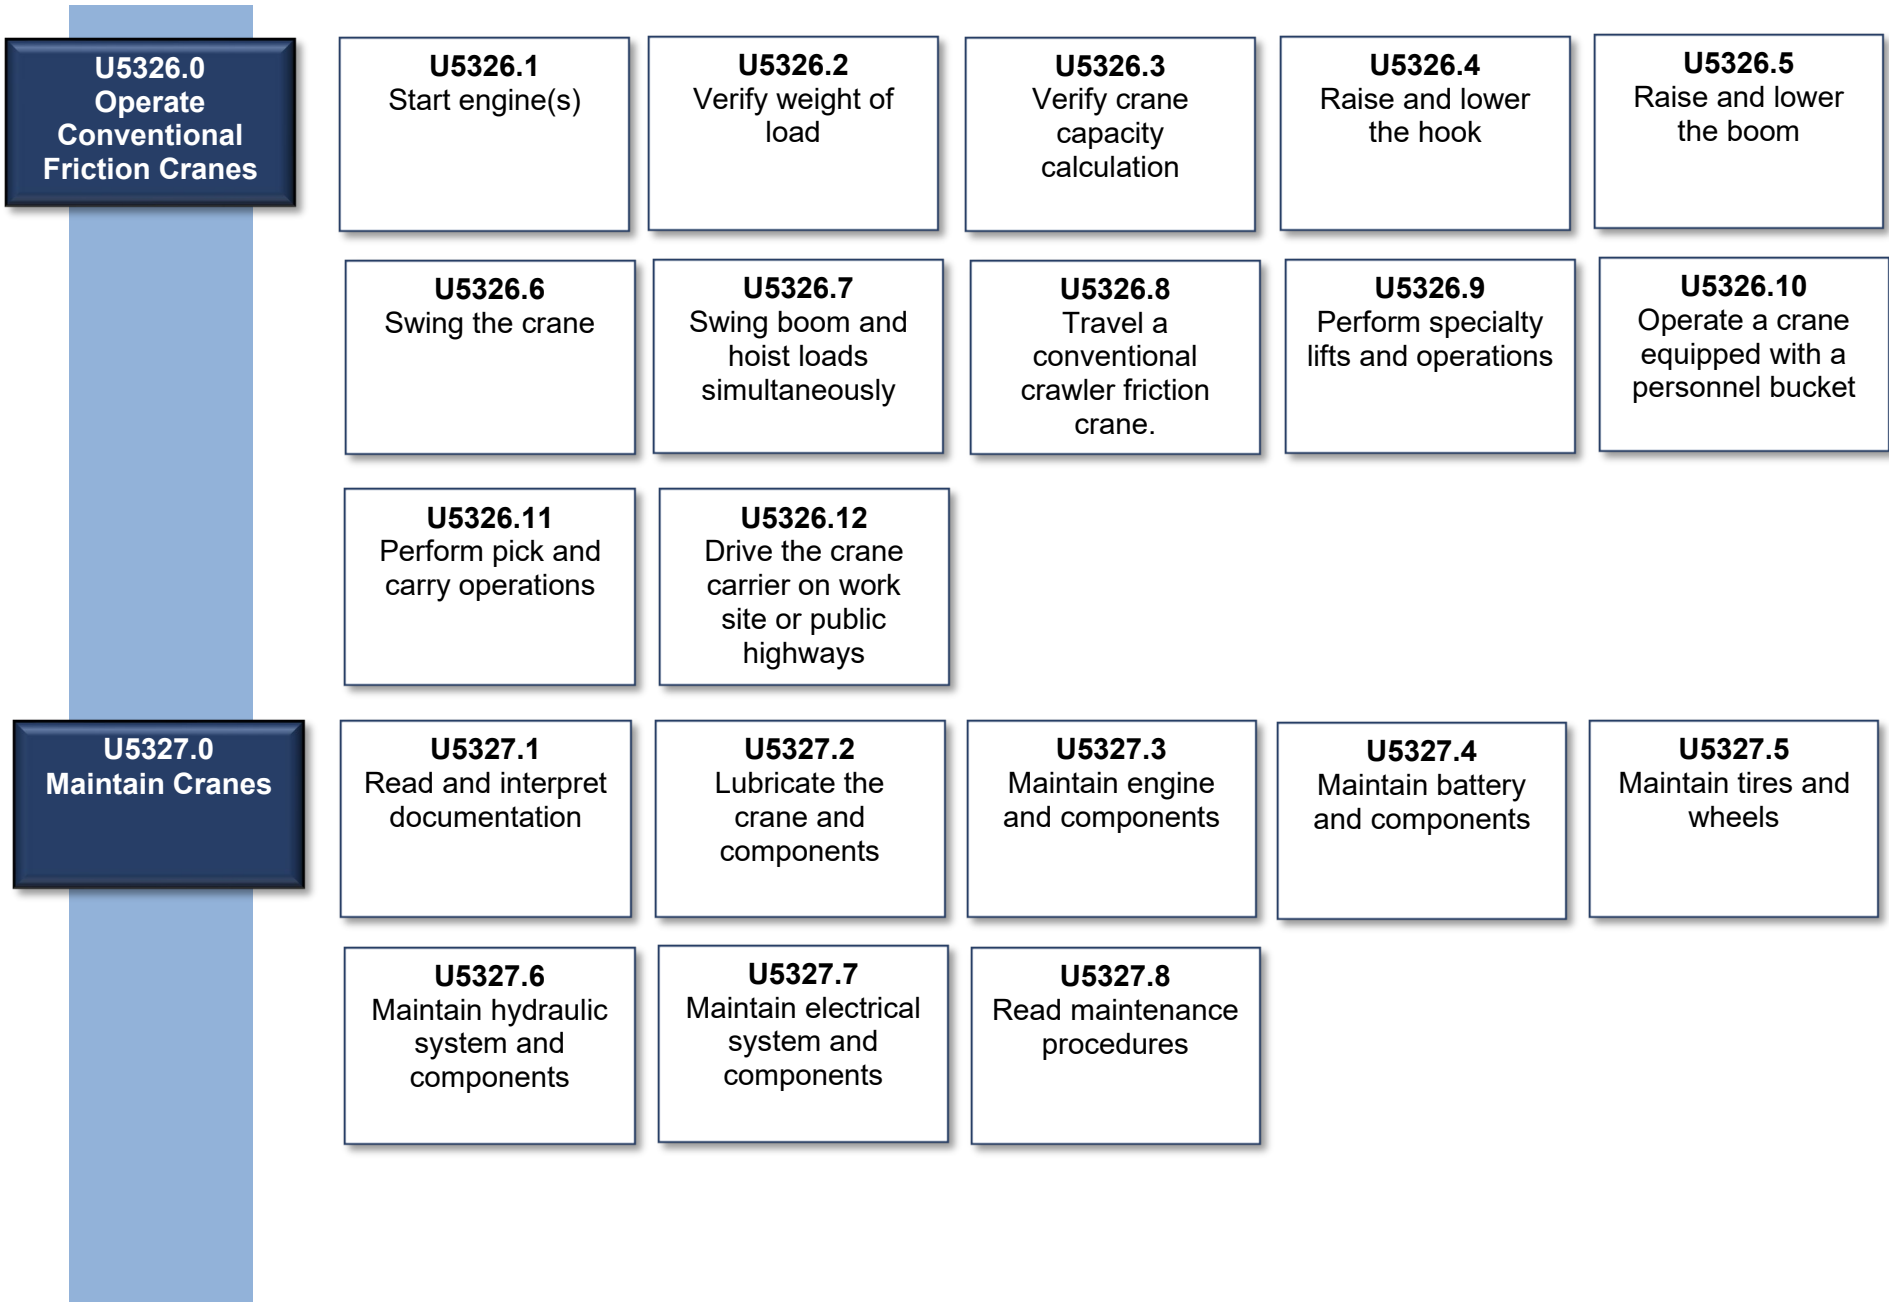 U5326.0
Operate
Conventional
Friction Cranes
U5326.1
Start engine(s)
U5326.2
Verify weight of
load
U5326.3
Verify crane
capacity
calculation
U5326.4
Raise and lower
the hook
U5326.5
Raise and lower
the boom
U5326.6
Swing the crane
U5326.7
Swing boom and
hoist loads
simultaneously
U5326.8
Travel a
conventional
crawler friction
crane.
U5326.9
Perform specialty
lifts and operations
U5326.10
Operate a crane
equipped with a
personnel bucket
U5326.11
Perform pick and
carry operations
U5326.12
Drive the crane
carrier on work
site or public
highways
U5327.0
Maintain Cranes
U5327.1
Read and interpret
documentation
U5327.2
Lubricate the
crane and
components
U5327.3
Maintain engine
and components
U5327.4
Maintain battery
and components
U5327.5
Maintain tires and
wheels
U5327.6
Maintain hydraulic
system and
components
U5327.7
Maintain electrical
system and
components
U5327.8
Read maintenance
procedures